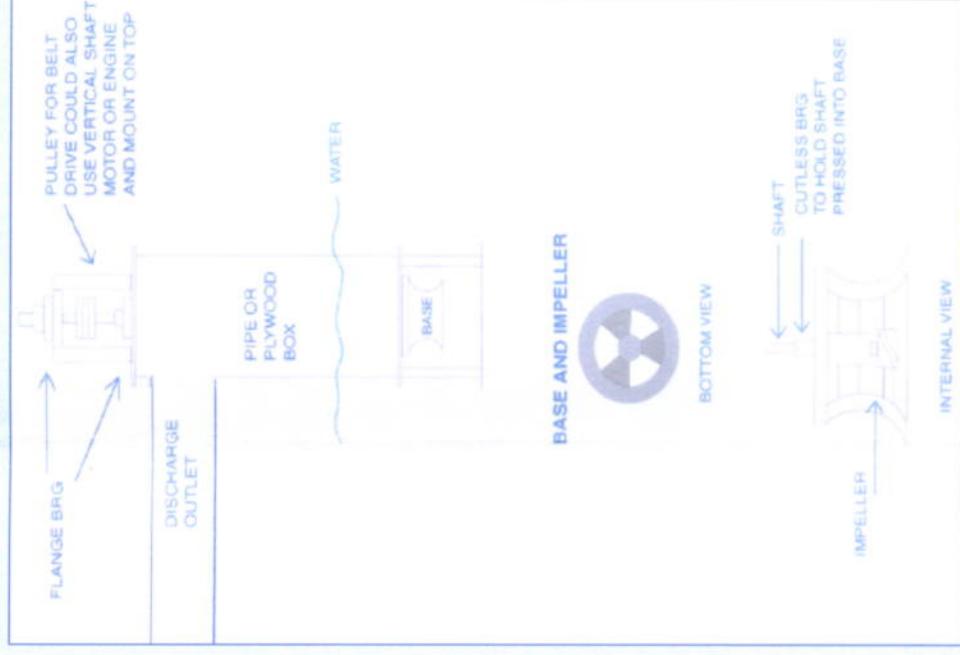 PULLEY FOR BELT
DRIVE COULD ALSO
USE VERTICAL SHAFT
MOTOR OR ENGINE
AND MOUNT ON TOP
FLANGE BRG
DISCHARGE
OUTLET
PIPE OR
PLYWOOD
BOX
WATER
BASE
BASE AND IMPELLER
BOTTOM VIEW
SHAFT
CUTLESS BRG
TO HOLD SHAFT
PRESSED INTO BASE
IMPELLER
INTERNAL VIEW